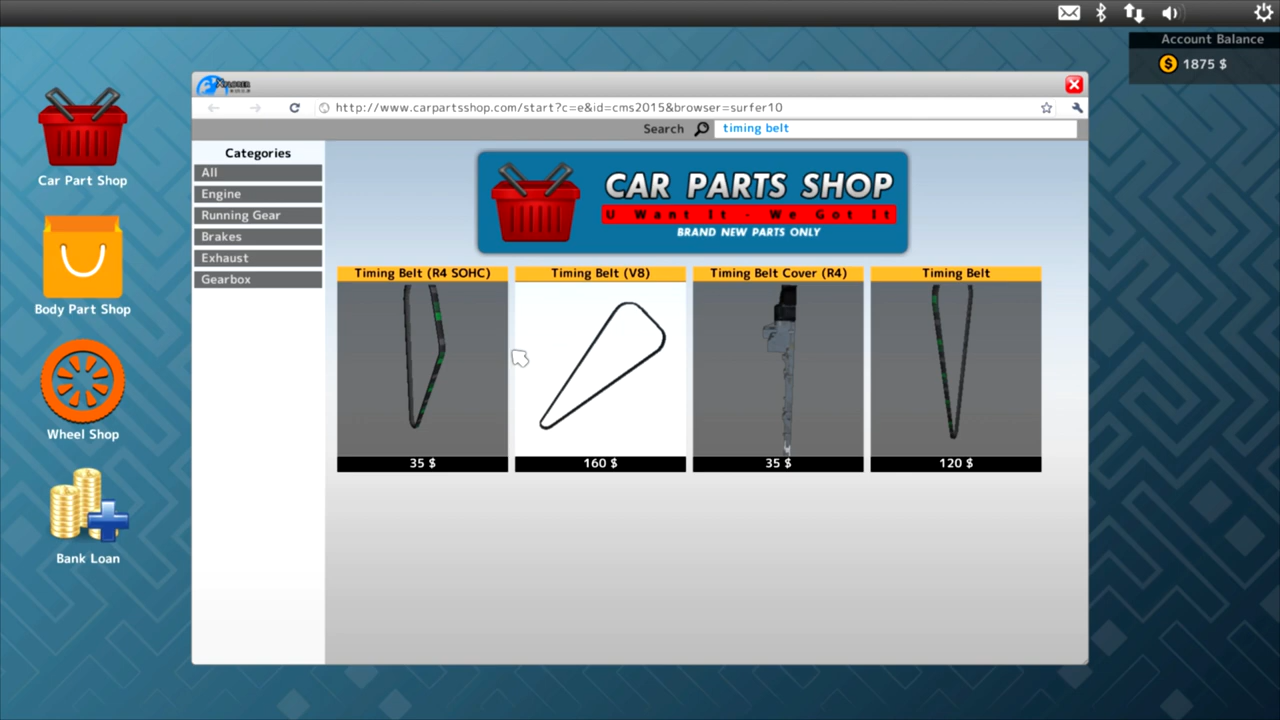 Account Balance
1875 $
http://www.carpartsshop.com/start?c=e&id=cms2015&browser=surfer10
Search
timing belt
Car Part Shop
Body Part Shop
Wheel Shop
Bank Loan
Categories
All
Engine
Running Gear
Brakes
Exhaust
Gearbox
CAR PARTS SHOP
U Want It - We Got It
BRAND NEW PARTS ONLY
Timing Belt (R4 SOHC)
35 $
Timing Belt (V8)
160 $
Timing Belt Cover (R4)
35 $
Timing Belt
120 $